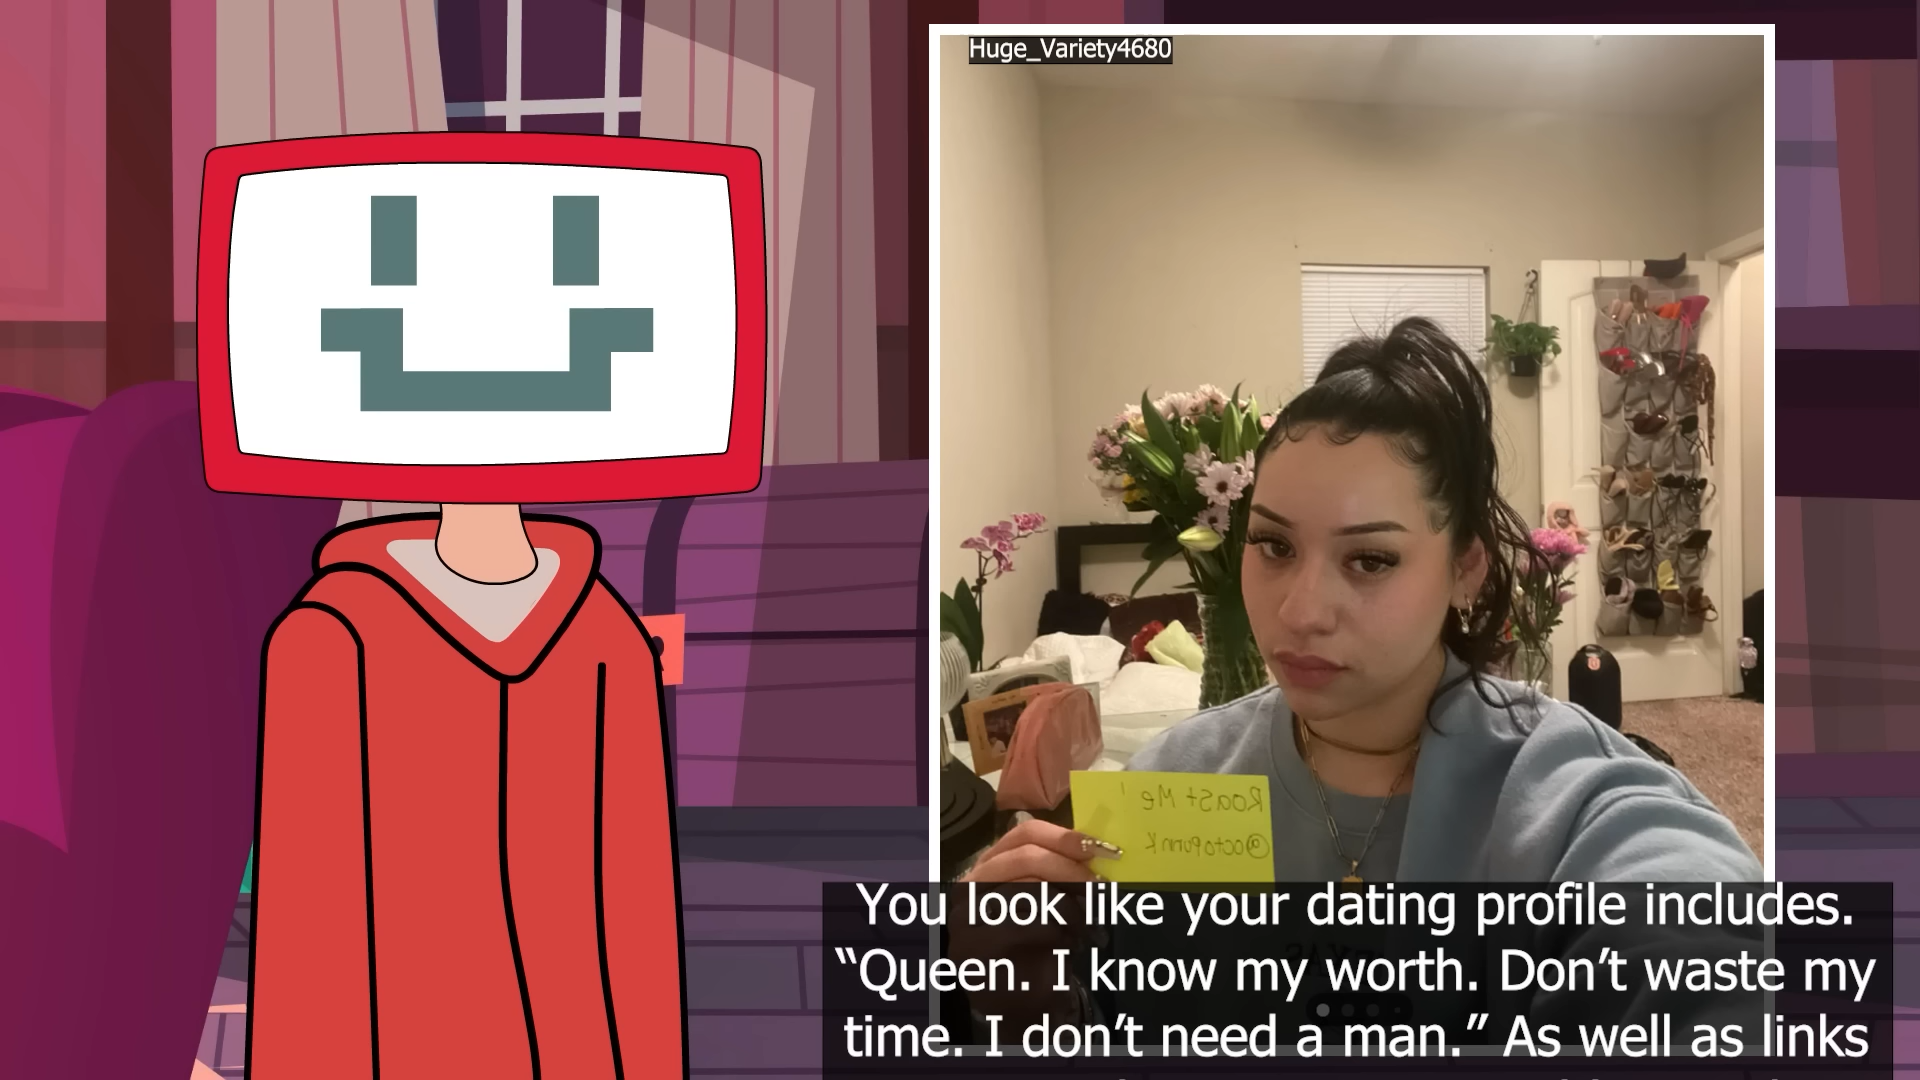 Huge_Variety4680
Roast Me !
@octopunnk
You look like your dating profile includes.
“Queen. I know my worth. Don’t waste my
time. I don’t need a man.” As well as links